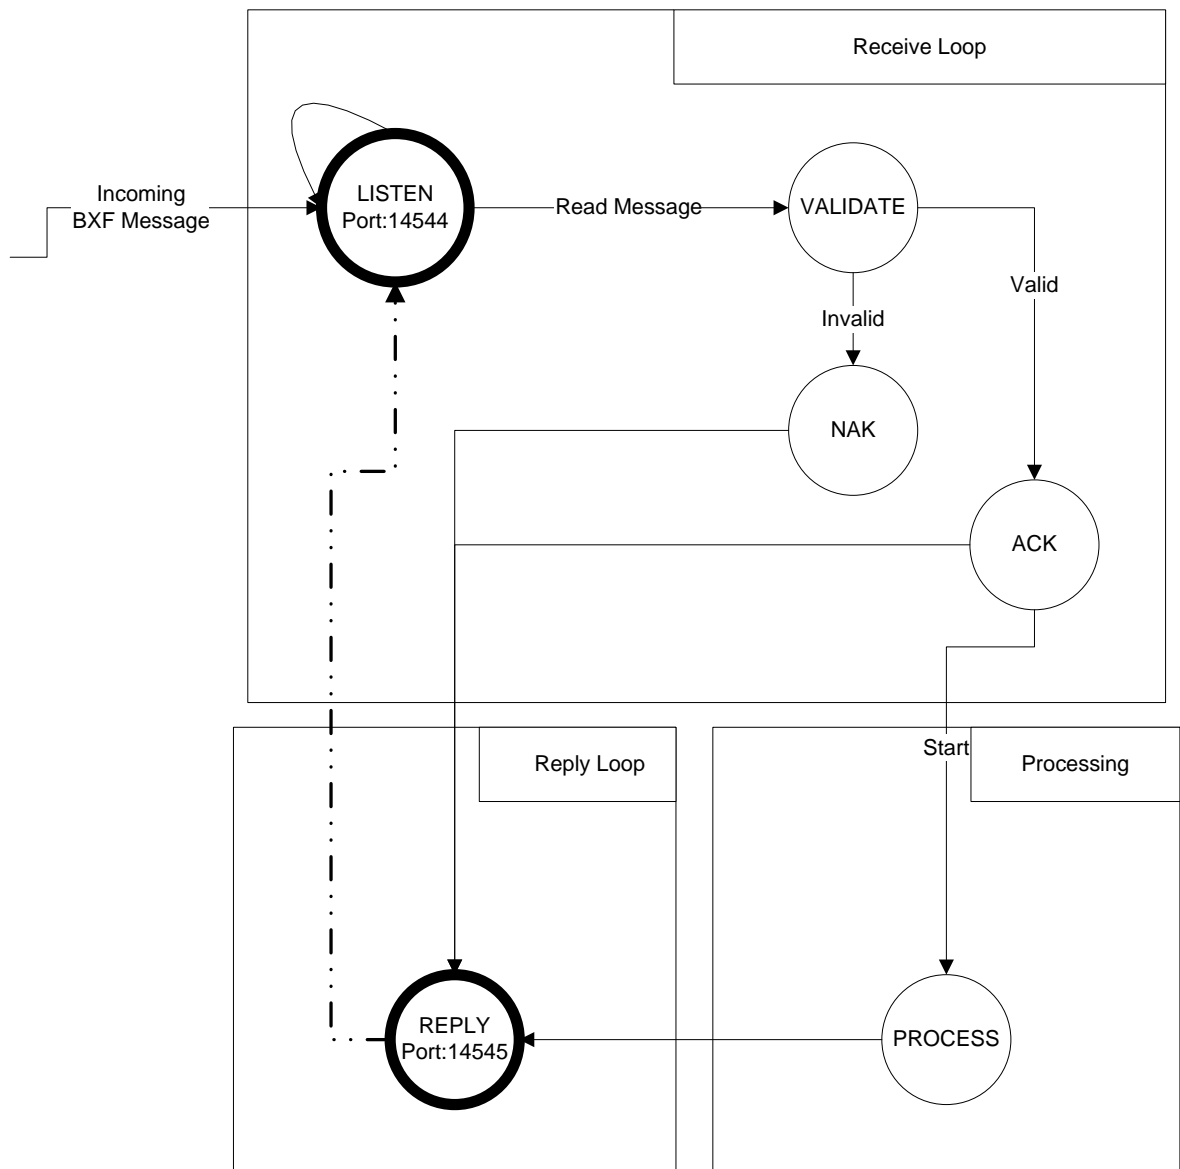 Receive Loop
Incoming
BXF Message
LISTEN
Port:14544
Read Message
VALIDATE
Valid
Invalid
NAK
ACK
Start
Reply Loop
Processing
REPLY
Port:14545
PROCESS